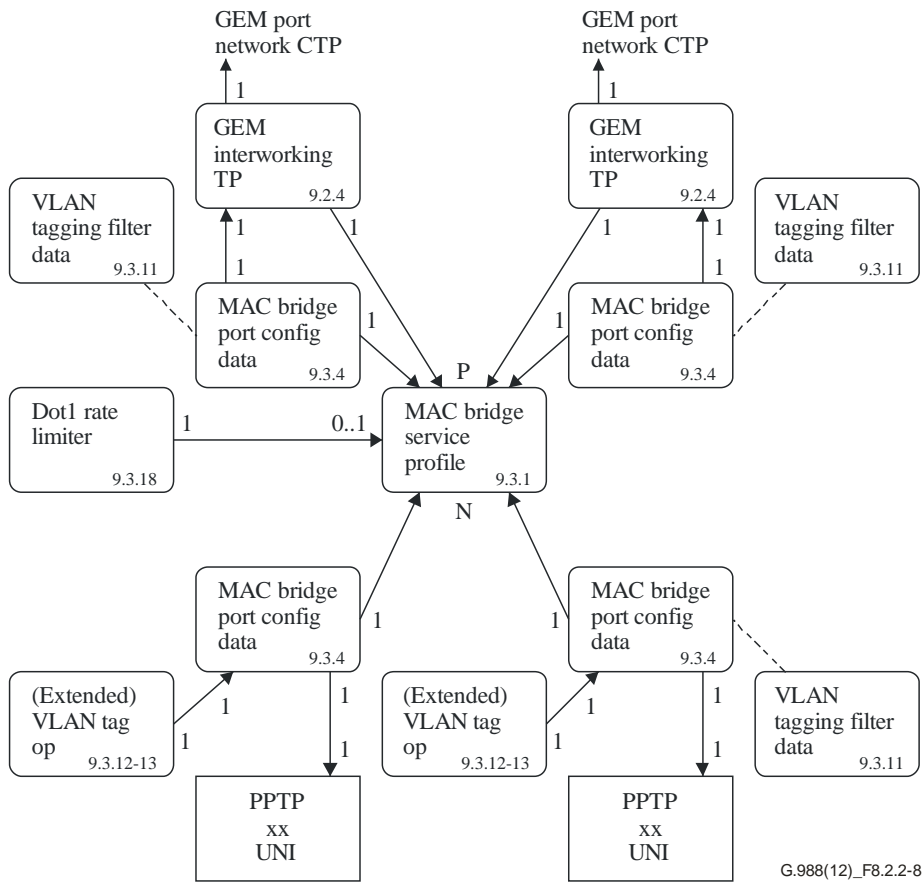 GEM port
network CTP
GEM port
network CTP
1
1
GEM
interworking
TP
9.2.4
GEM
interworking
TP
9.2.4
VLAN
tagging filter
data
9.3.11
VLAN
tagging filter
data
9.3.11
1
1
1
1
1
1
MAC bridge
port config
data
9.3.4
MAC bridge
port config
data
9.3.4
1
1
P
Dot1 rate
limiter
9.3.18
1
0..1
MAC bridge
service
profile
9.3.1
N
MAC bridge
port config
data
9.3.4
1
MAC bridge
port config
data
9.3.4
1
(Extended)
VLAN tag
op
9.3.12-13
1
1
1
1
(Extended)
VLAN tag
op
9.3.12-13
1
1
1
1
VLAN
tagging filter
data
9.3.11
PPTP
xx
UNI
PPTP
xx
UNI
G.988(12)_F8.2.2-8